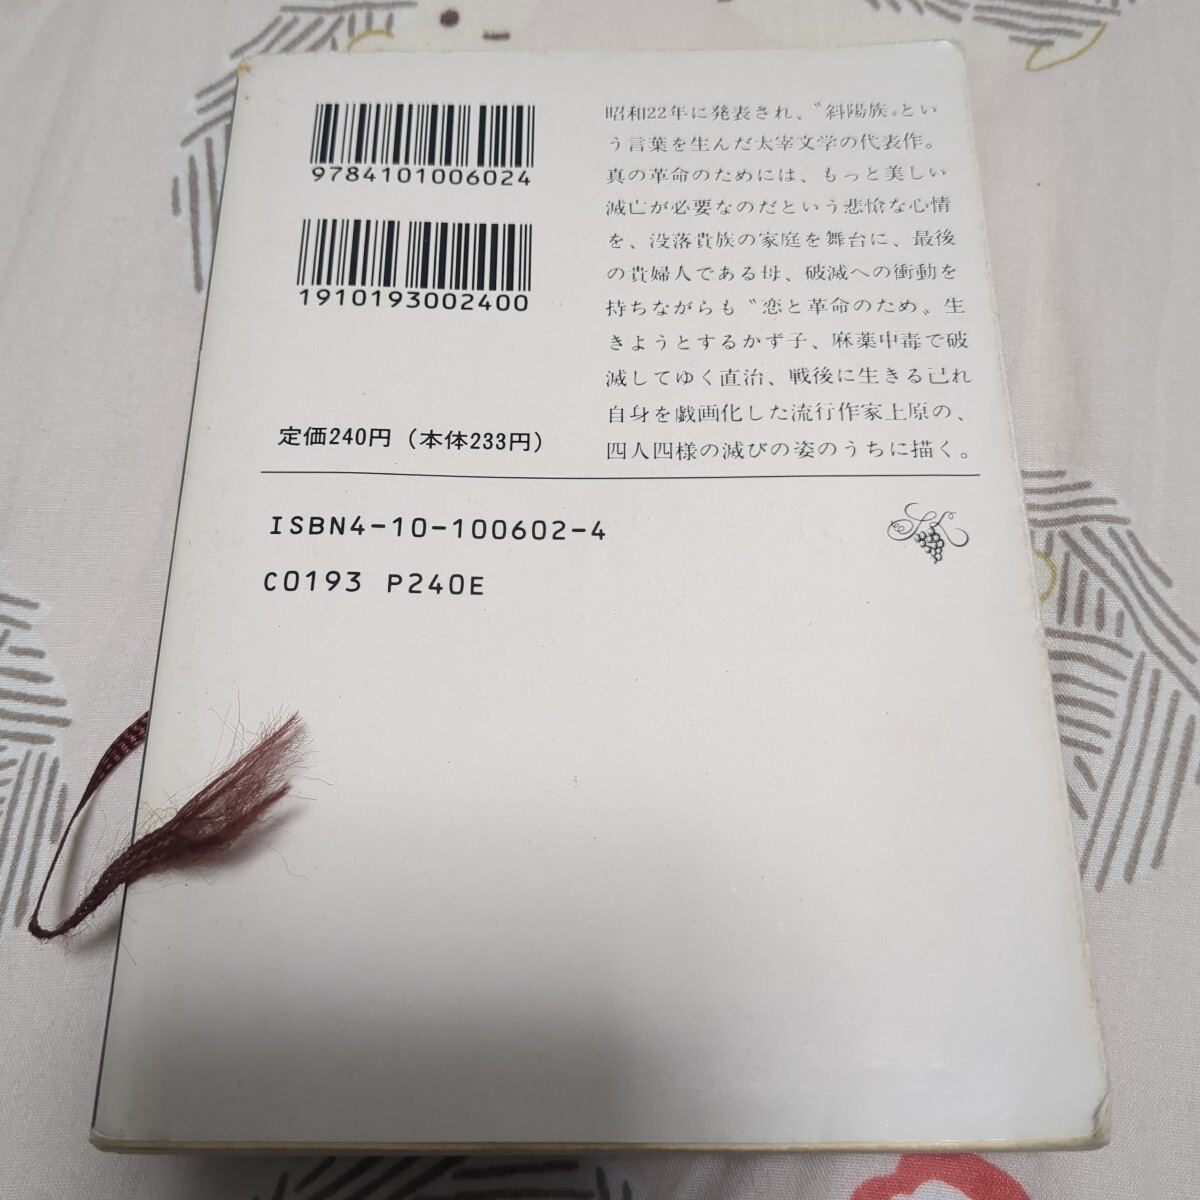 9784101006024
1910193002400
定価240円（本体233円）
昭和22年に発表され、〝斜陽族〟とい
う言葉を生んだ太宰文学の代表作。
真の革命のためには、もっと美しい
滅亡が必要なのだという悲愴な心情
を、没落貴族の家庭を舞台に、最後
の貴婦人である母、破滅への衝動を
持ちながらも〝恋と革命のため〟生
きようとするかず子、麻薬中毒で破
滅してゆく直治、戦後に生きる己れ
自身を戯画化した流行作家上原の、
四人四様の滅びの姿のうちに描く。
ISBN4-10-100602-4
C0193 P240E